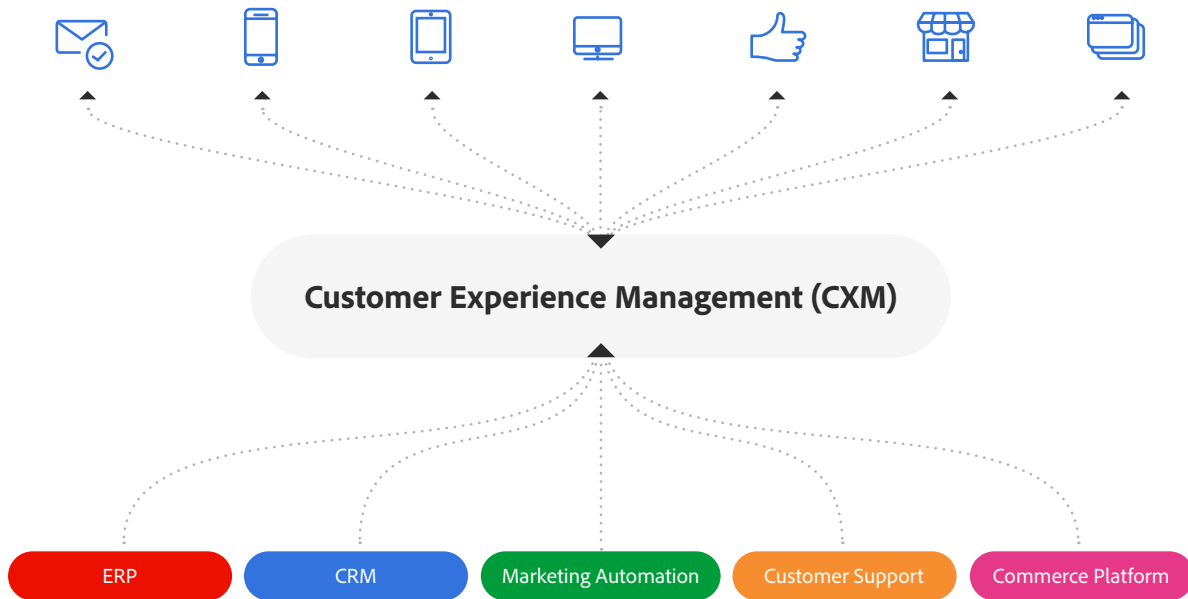 Customer Experience Management (CXM)
ERP
CRM
Marketing Automation
Customer Support
Commerce Platform